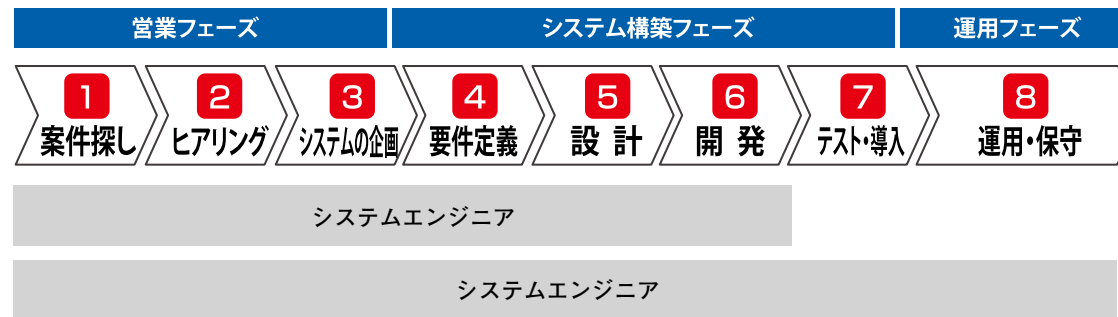 営業フェーズ システム構築フェーズ 運用フェーズ
1 2 3 4 5 6 7 8
案件探し ヒアリング システムの企画 要件定義 設計 開発 テスト・導入 運用・保守
システムエンジニア
システムエンジニア